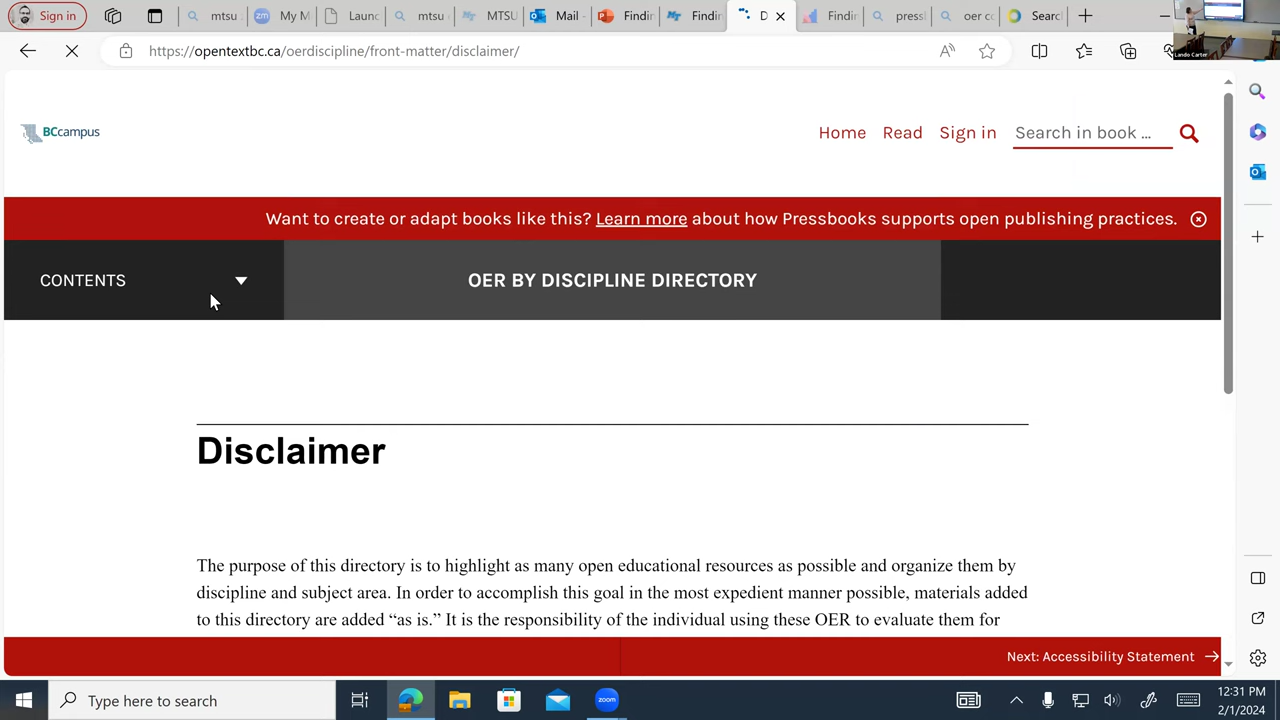 Sign in
mtsu
My M
Launc
mtsu
MTSU
Mail -
Findir
Findin
D
Findir
pressl
oer co
Searc
https://opentextbc.ca/oerdiscipline/front-matter/disclaimer/
Lando Carter
BCcampus
Home Read Sign in Search in book ...
Want to create or adapt books like this? Learn more about how Pressbooks supports open publishing practices.
CONTENTS
OER BY DISCIPLINE DIRECTORY
Disclaimer
The purpose of this directory is to highlight as many open educational resources as possible and organize them by
discipline and subject area. In order to accomplish this goal in the most expedient manner possible, materials added
to this directory are added “as is.” It is the responsibility of the individual using these OER to evaluate them for
Next: Accessibility Statement
Type here to search
zoom
12:31 PM
2/1/2024